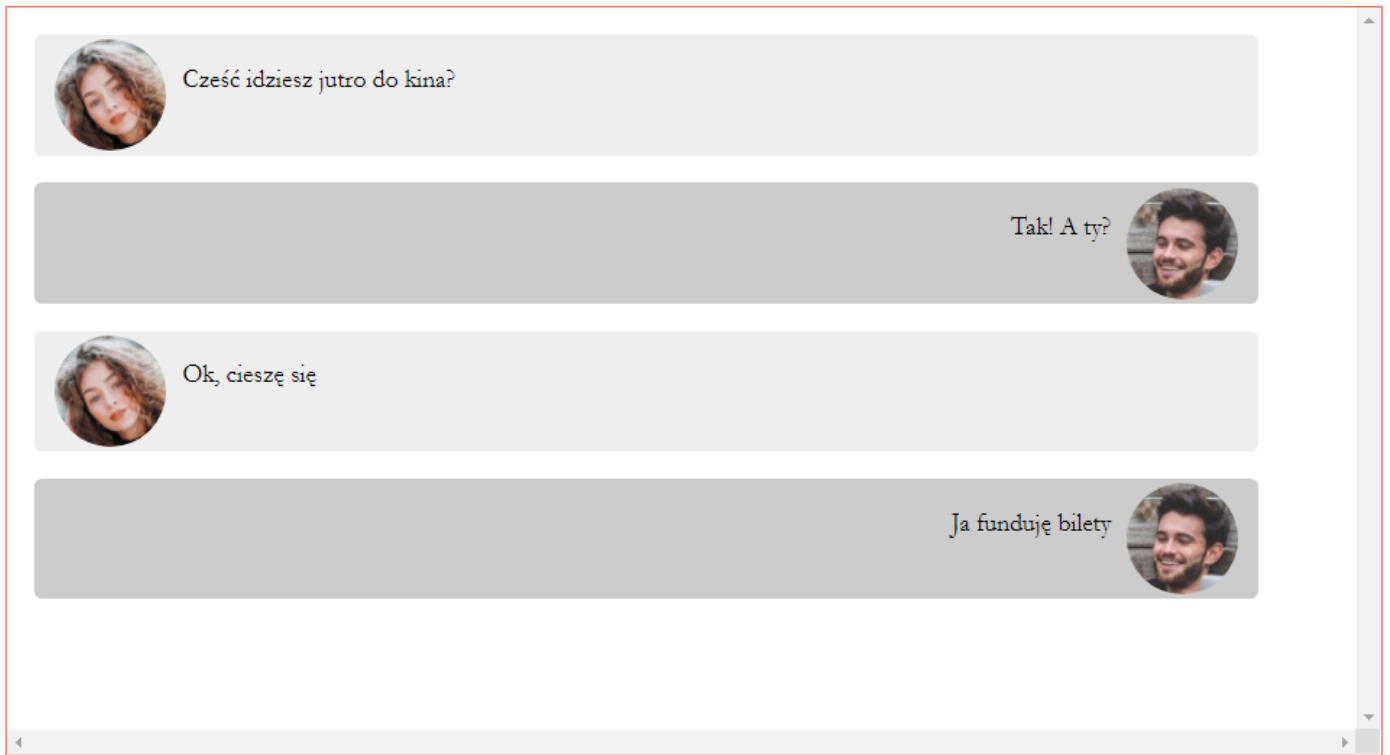 Cześć idziesz jutro do kina?
Tak! A ty?
Ok, cieszę się
Ja funduję bilety